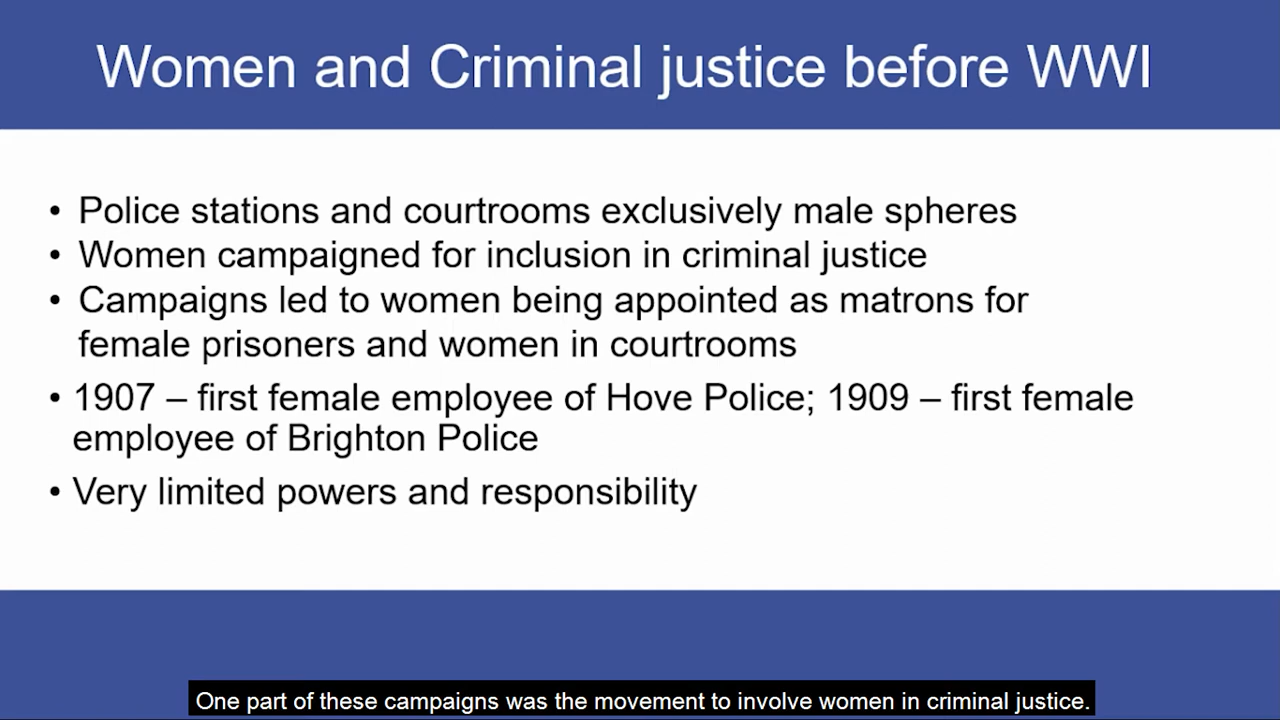 Women and Criminal justice before WWI
• Police stations and courtrooms exclusively male spheres
• Women campaigned for inclusion in criminal justice
• Campaigns led to women being appointed as matrons for
female prisoners and women in courtrooms
• 1907 – first female employee of Hove Police; 1909 – first female
employee of Brighton Police
• Very limited powers and responsibility
One part of these campaigns was the movement to involve women in criminal justice.